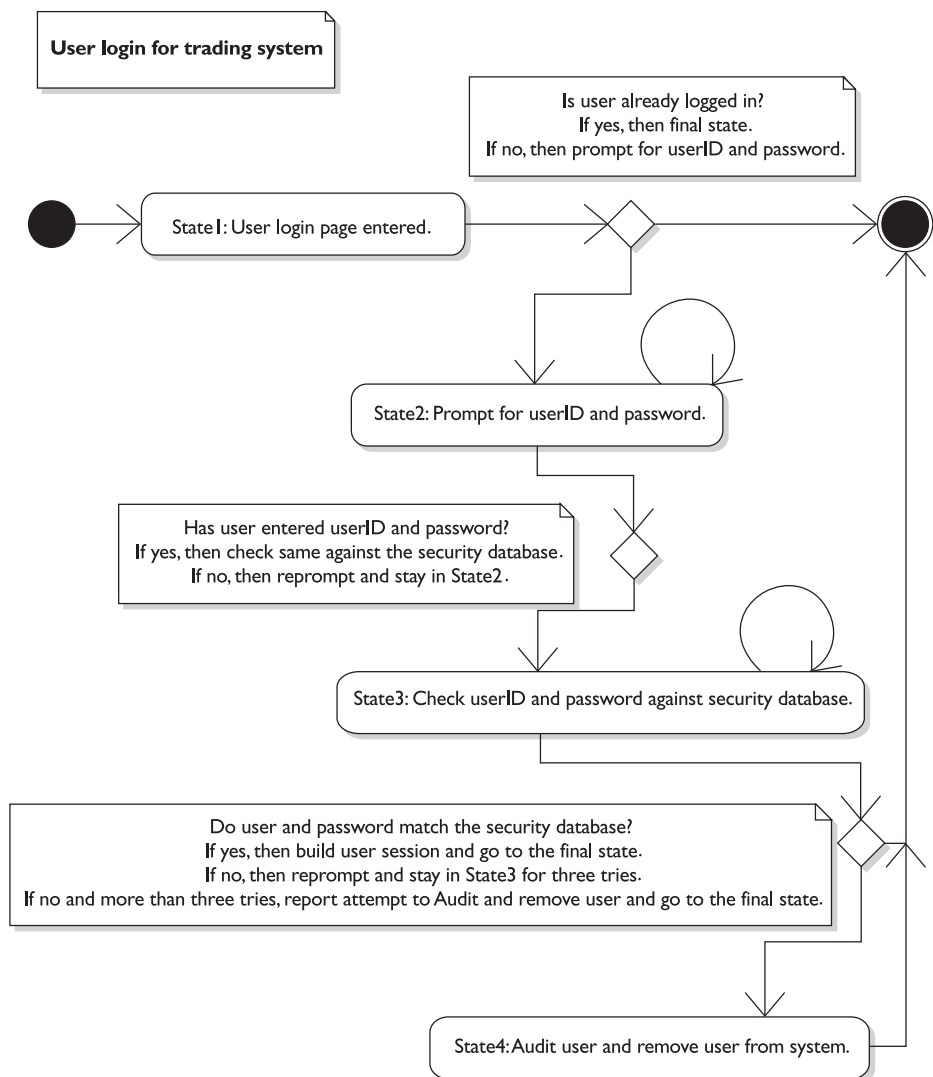 User login for trading system
Is user already logged in?
If yes, then final state.
If no, then prompt for userID and password.
State1: User login page entered.
State2: Prompt for userID and password.
Has user entered userID and password?
If yes, then check same against the security database.
If no, then reprompt and stay in State2.
State3: Check userID and password against security database.
Do user and password match the security database?
If yes, then build user session and go to the final state.
If no, then reprompt and stay in State3 for three tries.
If no and more than three tries, report attempt to Audit and remove user and go to the final state.
State4: Audit user and remove user from system.